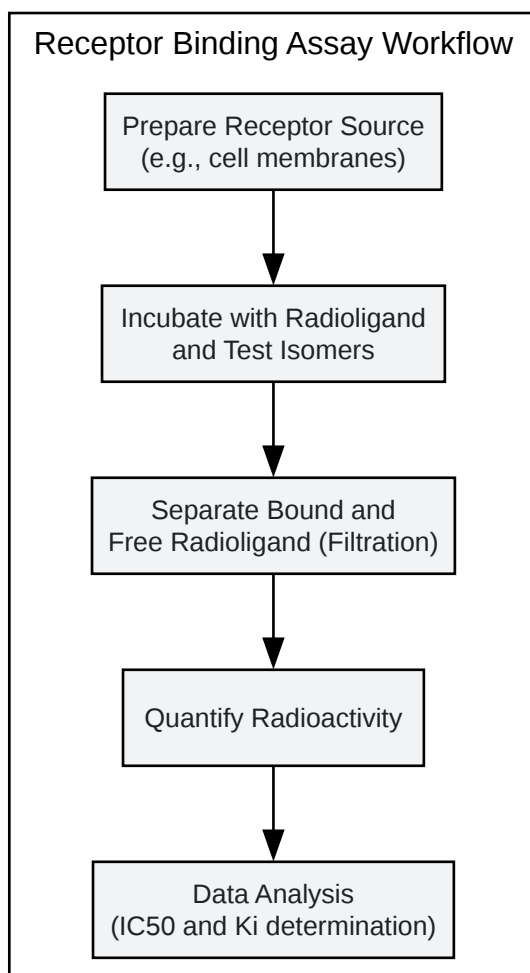 Receptor Binding Assay Workflow
Prepare Receptor Source
(e.g., cell membranes)
Incubate with Radioligand
and Test Isomers
Separate Bound and
Free Radioligand (Filtration)
Quantify Radioactivity
Data Analysis
(IC50 and Ki determination)